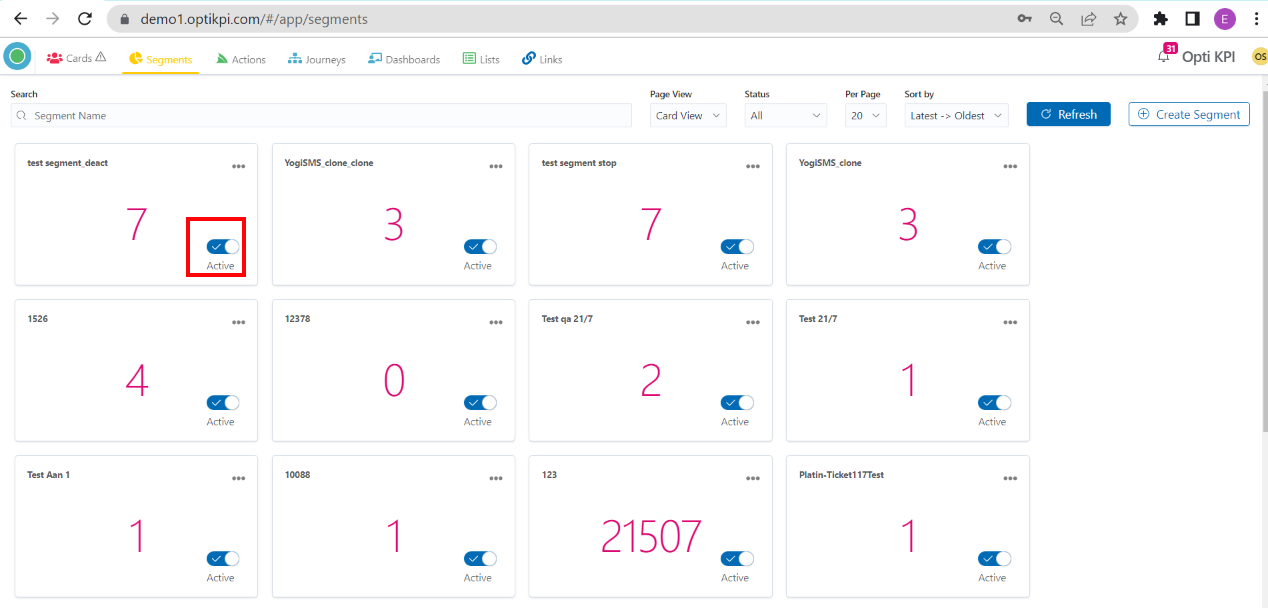 demo1.optikpi.com/#/app/segments
E
Cards
Segments
Actions
Journeys
Dashboards
Lists
Links
31
Opti KPI
OS
Search
Segment Name
Page View
Card View
Status
All
Per Page
20
Sort by
Latest -> Oldest
Refresh
Create Segment
test segment_deact
7
Active
YogiSMS_clone_clone
3
Active
test segment stop
7
Active
YogiSMS_clone
3
Active
1526
4
Active
12378
0
Active
Test qa 21/7
2
Active
Test 21/7
1
Active
Test Aan 1
1
Active
10088
1
Active
123
21507
Active
Platin-Ticket117Test
1
Active